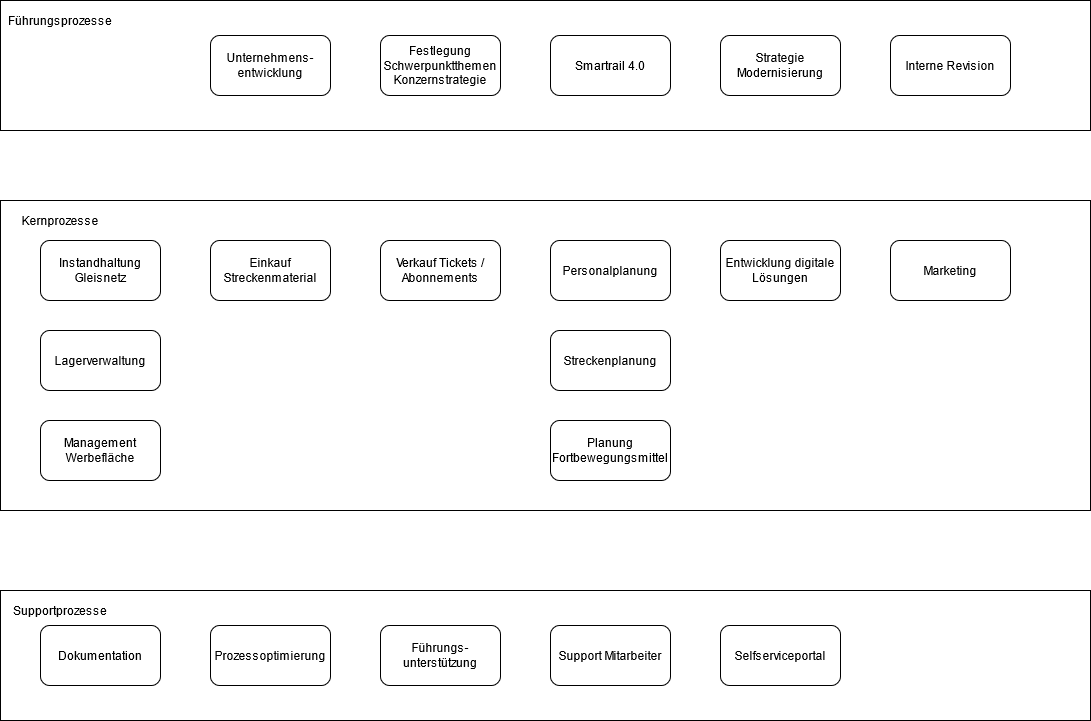 Führungsprozesse
Unternehmens-
entwicklung
Festlegung
Schwerpunktthemen
Konzernstrategie
Smartrail 4.0
Strategie
Modernisierung
Interne Revision
Kernprozesse
Instandhaltung
Gleisnetz
Einkauf
Streckenmaterial
Verkauf Tickets /
Abonnements
Personalplanung
Entwicklung digitale
Lösungen
Marketing
Lagerverwaltung
Streckenplanung
Management
Werbefläche
Planung
Fortbewegungsmittel
Supportprozesse
Dokumentation
Prozessoptimierung
Führungs-
unterstützung
Support Mitarbeiter
Selfserviceportal